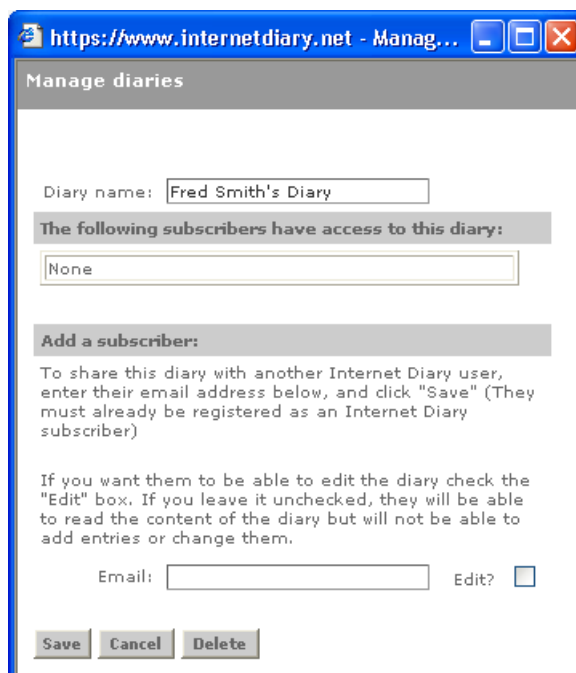 https://www.internetdiary.net - Manag...
Manage diaries
Diary name: Fred Smith's Diary
The following subscribers have access to this diary:
None
Add a subscriber:
To share this diary with another Internet Diary user,
enter their email address below, and click "Save" (They
must already be registered as an Internet Diary
subscriber)
If you want them to be able to edit the diary check the
"Edit" box. If you leave it unchecked, they will be able
to read the content of the diary but will not be able to
add entries or change them.
Email: Edit?
Save Cancel Delete